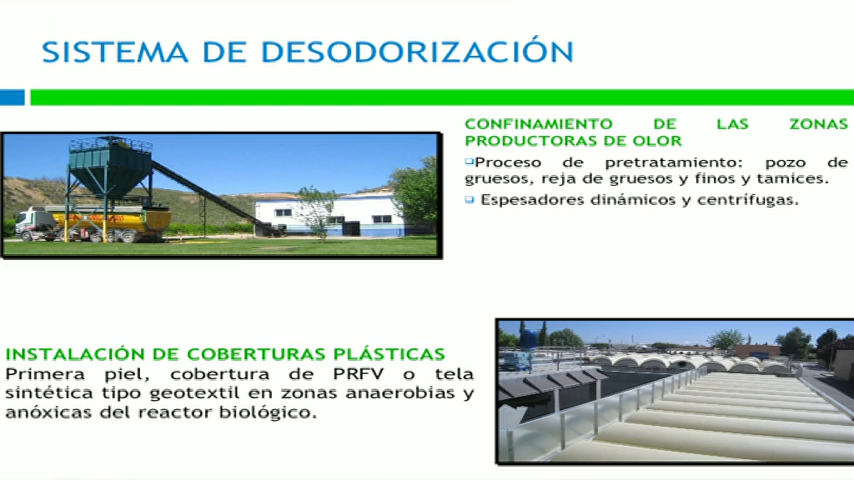 SISTEMA DE DESODORIZACIÓN
CONFINAMIENTO DE LAS ZONAS
PRODUCTORAS DE OLOR
Proceso de pretratamiento: pozo de
gruesos, reja de gruesos y finos y tamices.
Espesadores dinámicos y centrífugas.
INSTALACIÓN DE COBERTURAS PLÁSTICAS
Primera piel, cobertura de PRFV o tela
sintética tipo geotextil en zonas anaerobias y
anóxicas del reactor biológico.